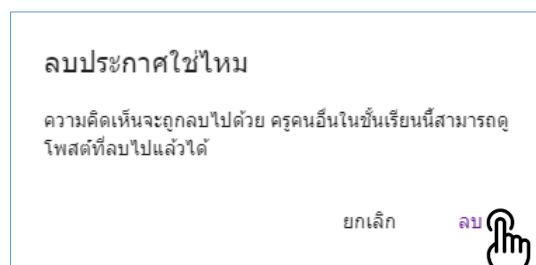 ลบประกาศใช่ไหม
ความคิดเห็นจะถูกลบไปด้วย ครูคนอื่นในชั้นเรียนนี้สามารถดู
โพสต์ที่ลบไปแล้วได้
ยกเลิก ลบ